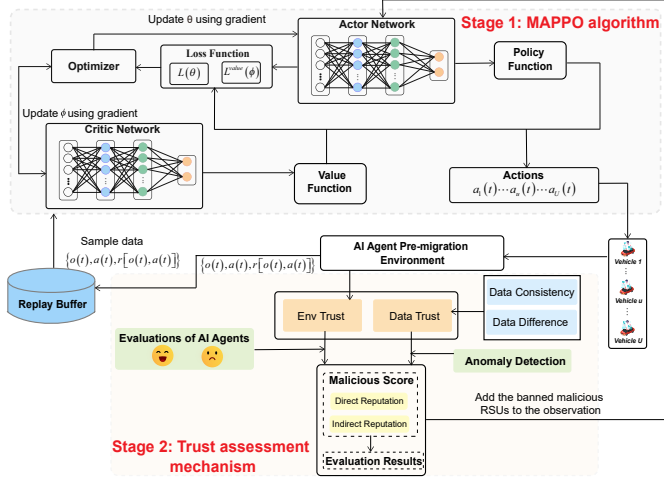 Update θ using gradient
Actor Network
Stage 1: MAPPO algorithm
Optimizer
Loss Function
L(θ)
L^{value}(ϕ)
Policy
Function
Update ϕ using gradient
Critic Network
Value
Function
Actions
a_1(t)⋯a_u(t)⋯a_U(t)
Sample data
{o(t),a(t),r[o(t),a(t)]}
{o(t),a(t),r[o(t),a(t)]}
AI Agent Pre-migration
Environment
Vehicle 1
Vehicle u
Vehicle U
Replay Buffer
Env Trust
Data Trust
Data Consistency
Data Difference
Evaluations of AI Agents
Anomaly Detection
Malicious Score
Direct Reputation
Indirect Reputation
Evaluation Results
Add the banned malicious
RSUs to the observation
Stage 2: Trust assessment
mechanism